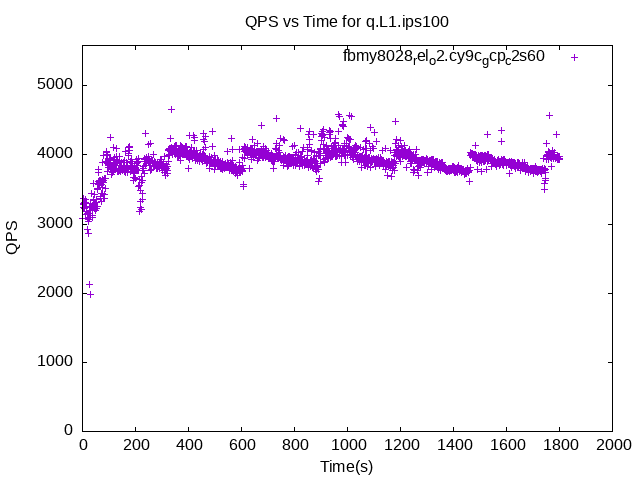 QPS vs Time for q.L1.ips100
fbmy8028relo2.cy9cgcpc2s60
5000
4000
3000
2000
1000
0
QPS
0 200 400 600 800 1000 1200 1400 1600 1800 2000
Time(s)